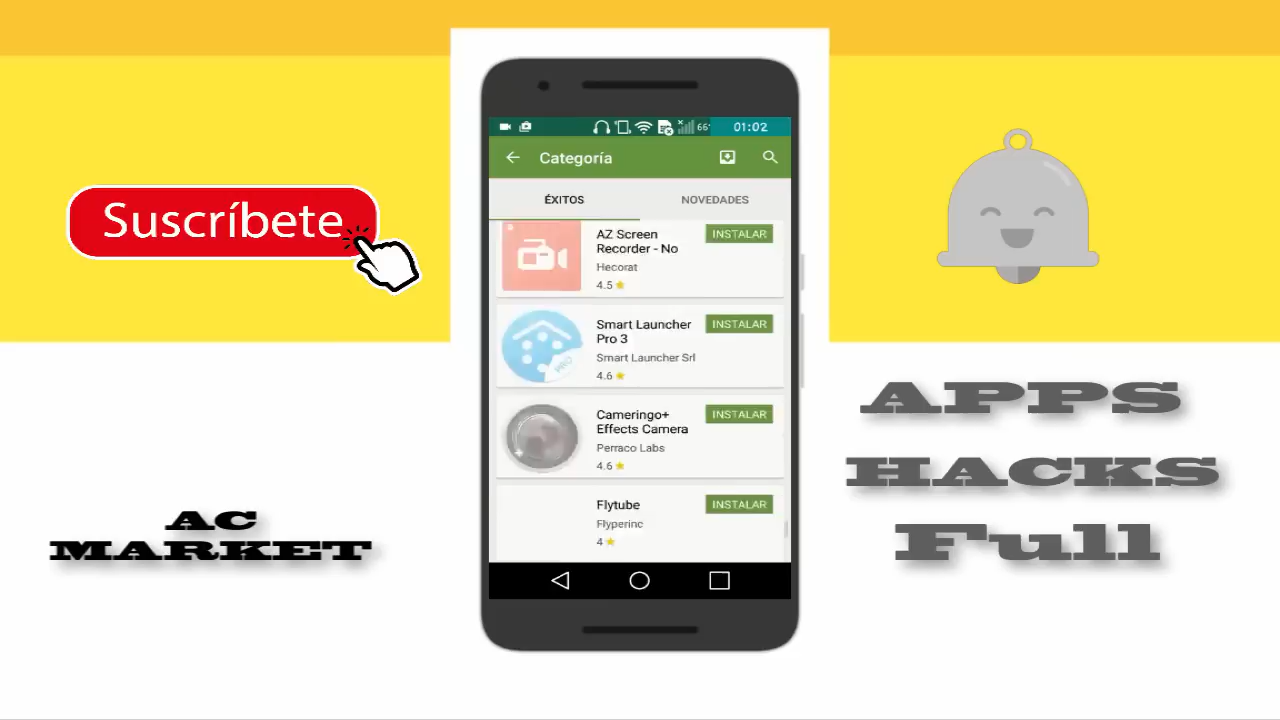 Suscríbete
AC
MARKET
66
01:02
Categoría
ÉXITOS
NOVEDADES
AZ Screen
Recorder - No
INSTALAR
Hecorat
4.5
Smart Launcher
Pro 3
INSTALAR
Smart Launcher Srl
4.6
PRO
Cameringo+
Effects Camera
INSTALAR
Perraco Labs
4.6
Flytube
INSTALAR
Flyperinc
4
APPS
HACKS
Full